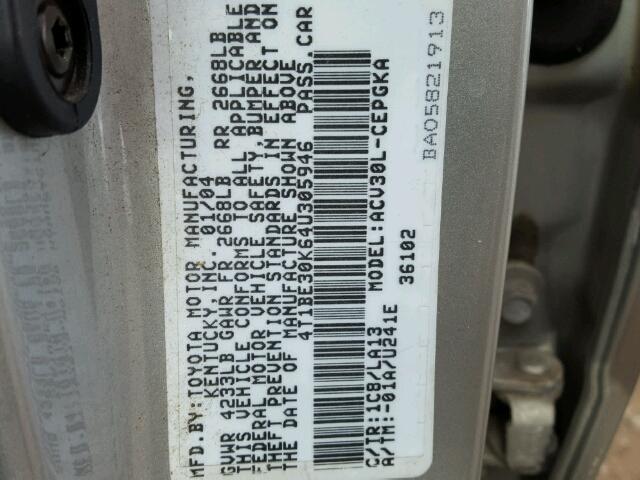 MFD.BY:TOYOTA MOTOR MANUFACTURING,
KENTUCKY,INC. 01/04
GVWR 4233LB GAWR FR 2668LB RR 2668LB
THIS VEHICLE CONFORMS TO ALL APPLICABLE
FEDERAL MOTOR VEHICLE SAFETY,BUMPER AND
THEFT PREVENTION STANDARDS IN EFFECT ON
THE DATE OF MANUFACTURE SHOWN ABOVE
4T1BE30K64U305946 PASS.CAR
C/TR:1C8/LA13 MODEL:ACV30L-CEPGKA
A/TM:-01A/U241E 36102
BA05821913